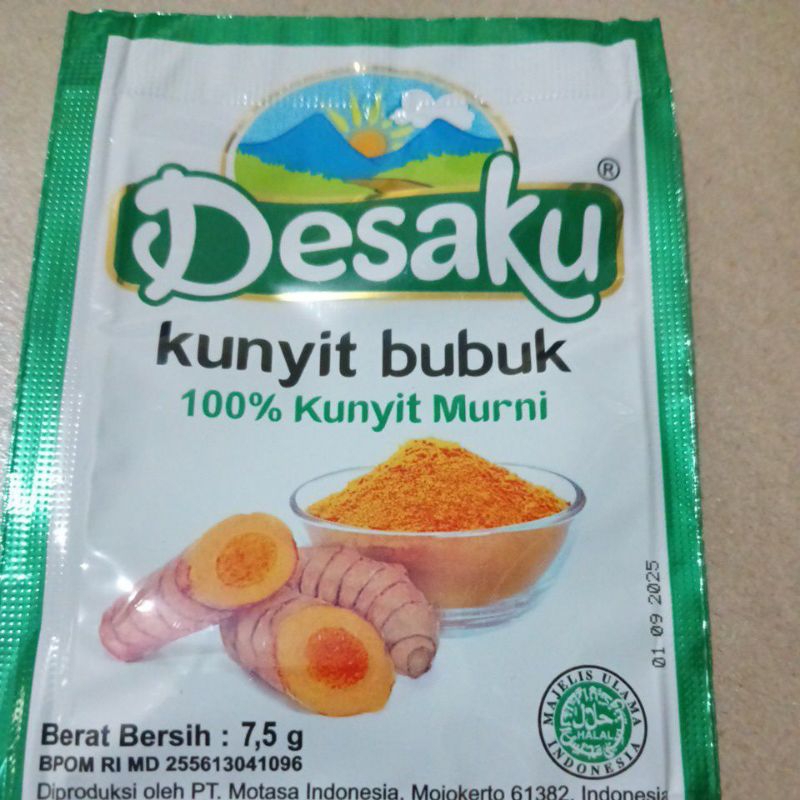 Desaku ®
kunyit bubuk
100% Kunyit Murni
01 09 2025
MAJELIS ULAMA
حلال
HALAL
INDONESIA
Berat Bersih : 7,5 g
BPOM RI MD 255613041096
Diproduksi oleh PT. Motasa Indonesia, Mojokerto 61382, Indonesia